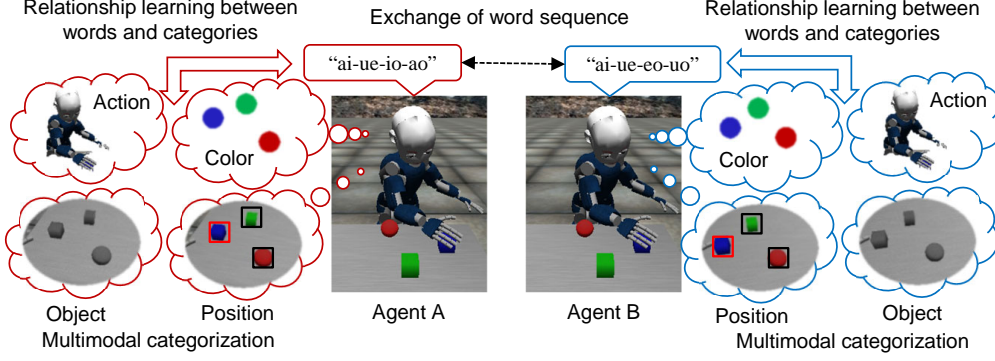 Relationship learning between
words and categories
Exchange of word sequence
Relationship learning between
words and categories
“ai-ue-io-ao”
“ai-ue-eo-uo”
Action
Color
Color
Action
Object
Position
Agent A
Agent B
Position
Object
Multimodal categorization
Multimodal categorization